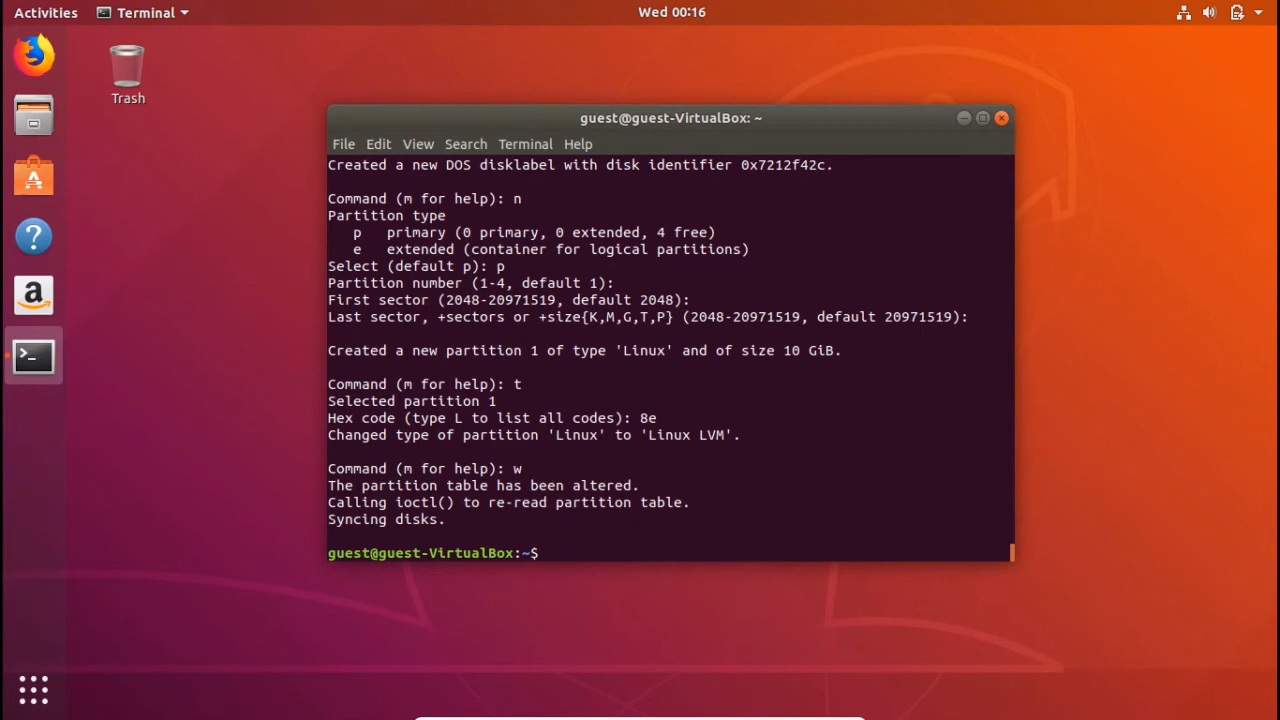 Activities
Terminal
Wed 00:16
Trash
guest@guest-VirtualBox: ~
File Edit View Search Terminal Help
Created a new DOS disklabel with disk identifier 0x7212f42c.
Command (m for help): n
Partition type
   p   primary (0 primary, 0 extended, 4 free)
   e   extended (container for logical partitions)
Select (default p): p
Partition number (1-4, default 1):
First sector (2048-20971519, default 2048):
Last sector, +sectors or +size{K,M,G,T,P} (2048-20971519, default 20971519):
Created a new partition 1 of type 'Linux' and of size 10 GiB.
Command (m for help): t
Selected partition 1
Hex code (type L to list all codes): 8e
Changed type of partition 'Linux' to 'Linux LVM'.
Command (m for help): w
The partition table has been altered.
Calling ioctl() to re-read partition table.
Syncing disks.
guest@guest-VirtualBox:~$